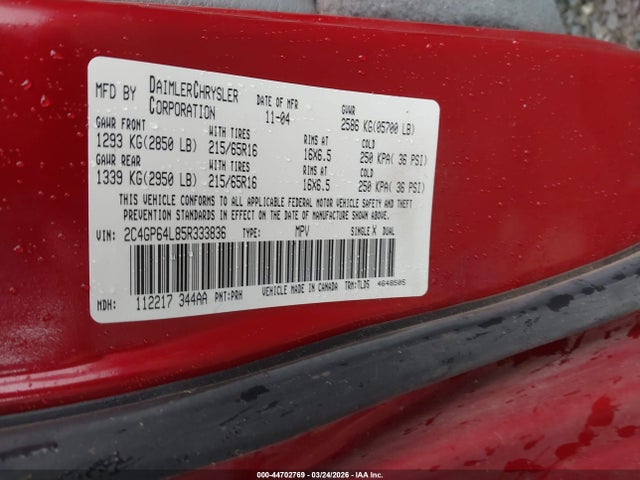 MFD BY DAIMLERCHRYSLER CORPORATION DATE OF MFR 11-04 GVWR 2586 KG(05700 LB)
GAWR FRONT WITH TIRES RIMS AT COLD
1293 KG(2850 LB) 215/65R16 16X6.5 250 KPA( 36 PSI)
GAWR REAR WITH TIRES RIMS AT COLD
1339 KG(2950 LB) 215/65R16 16X6.5 250 KPA( 36 PSI)
THIS VEHICLE CONFORMS TO ALL APPLICABLE FEDERAL MOTOR VEHICLE SAFETY AND THEFT
PREVENTION STANDARDS IN EFFECT ON THE DATE OF MANUFACTURE SHOWN ABOVE.
VIN: 2C4GP64L85R333836 TYPE: MPV SINGLE X DUAL
MDH: 112217 344AA PNT:PRH VEHICLE MADE IN CANADA TRM:TLD5 4648505
000-44702769 - 03/24/2026 - IAA Inc.